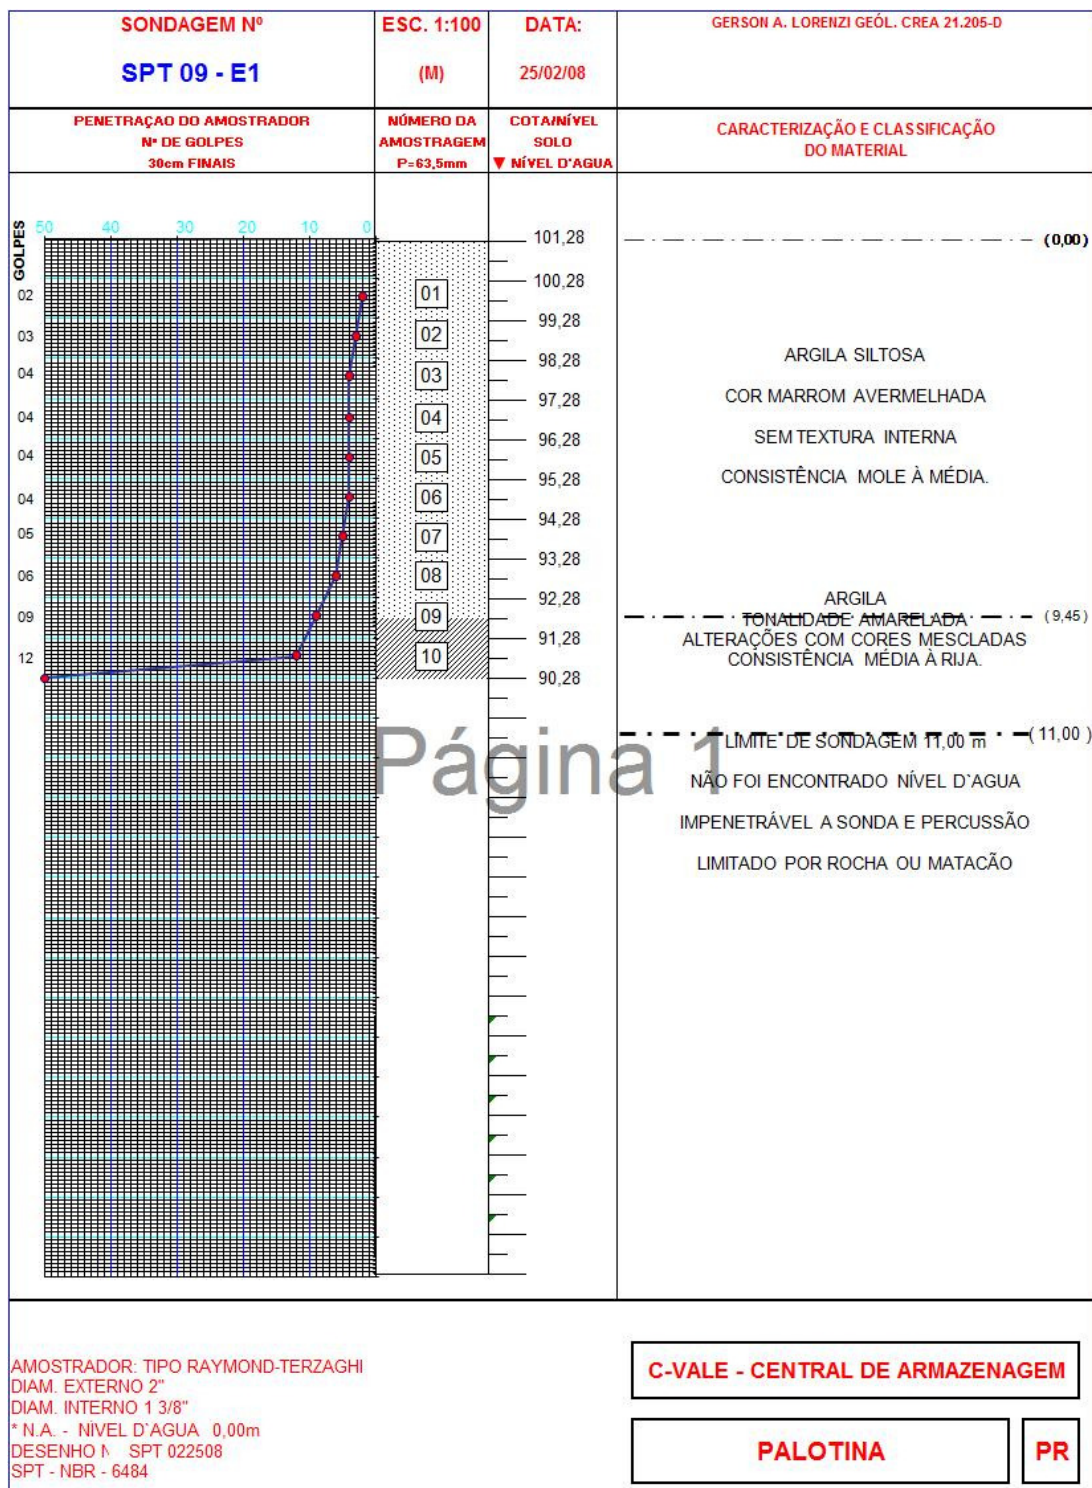 SONDAGEM Nº
SPT 09 - E1
ESC. 1:100
(M)
DATA:
25/02/08
GERSON A. LORENZI GEÓL. CREA 21.205-D
PENETRAÇAO DO AMOSTRADOR
Nº DE GOLPES
30cm FINAIS
NÚMERO DA
AMOSTRAGEM
P=63,5mm
COTA/NÍVEL
SOLO
▼ NÍVEL D'AGUA
CARACTERIZAÇÃO E CLASSIFICAÇÃO
DO MATERIAL
GOLPES
50 40 30 20 10 0
02
03
04
04
04
04
05
06
09
12
01
02
03
04
05
06
07
08
09
10
101,28
100,28
99,28
98,28
97,28
96,28
95,28
94,28
93,28
92,28
91,28
90,28
(0,00)
ARGILA SILTOSA
COR MARROM AVERMELHADA
SEM TEXTURA INTERNA
CONSISTÊNCIA MOLE À MÉDIA.
ARGILA
TONALIDADE AMARELADA
(9,45)
ALTERAÇÕES COM CORES MESCLADAS
CONSISTÊNCIA MÉDIA À RIJA.
LIMITE DE SONDAGEM 11,00 m
(11,00)
NÃO FOI ENCONTRADO NÍVEL D`AGUA
IMPENETRÁVEL A SONDA E PERCUSSÃO
LIMITADO POR ROCHA OU MATACÃO
Página 1
AMOSTRADOR: TIPO RAYMOND-TERZAGHI
DIAM. EXTERNO 2"
DIAM. INTERNO 1 3/8"
* N.A. - NÍVEL D`AGUA 0,00m
DESENHO N SPT 022508
SPT - NBR - 6484
C-VALE - CENTRAL DE ARMAZENAGEM
PALOTINA
PR